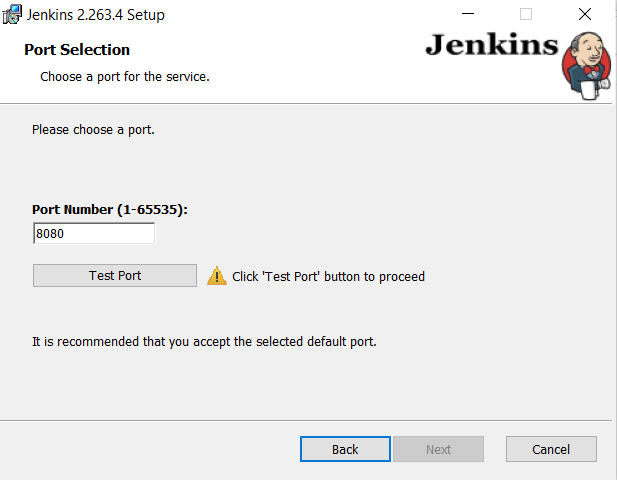 Jenkins 2.263.4 Setup
Port Selection
Jenkins
Choose a port for the service.
Please choose a port.
Port Number (1-65535):
8080
Test Port
Click 'Test Port' button to proceed
It is recommended that you accept the selected default port.
Back
Next
Cancel